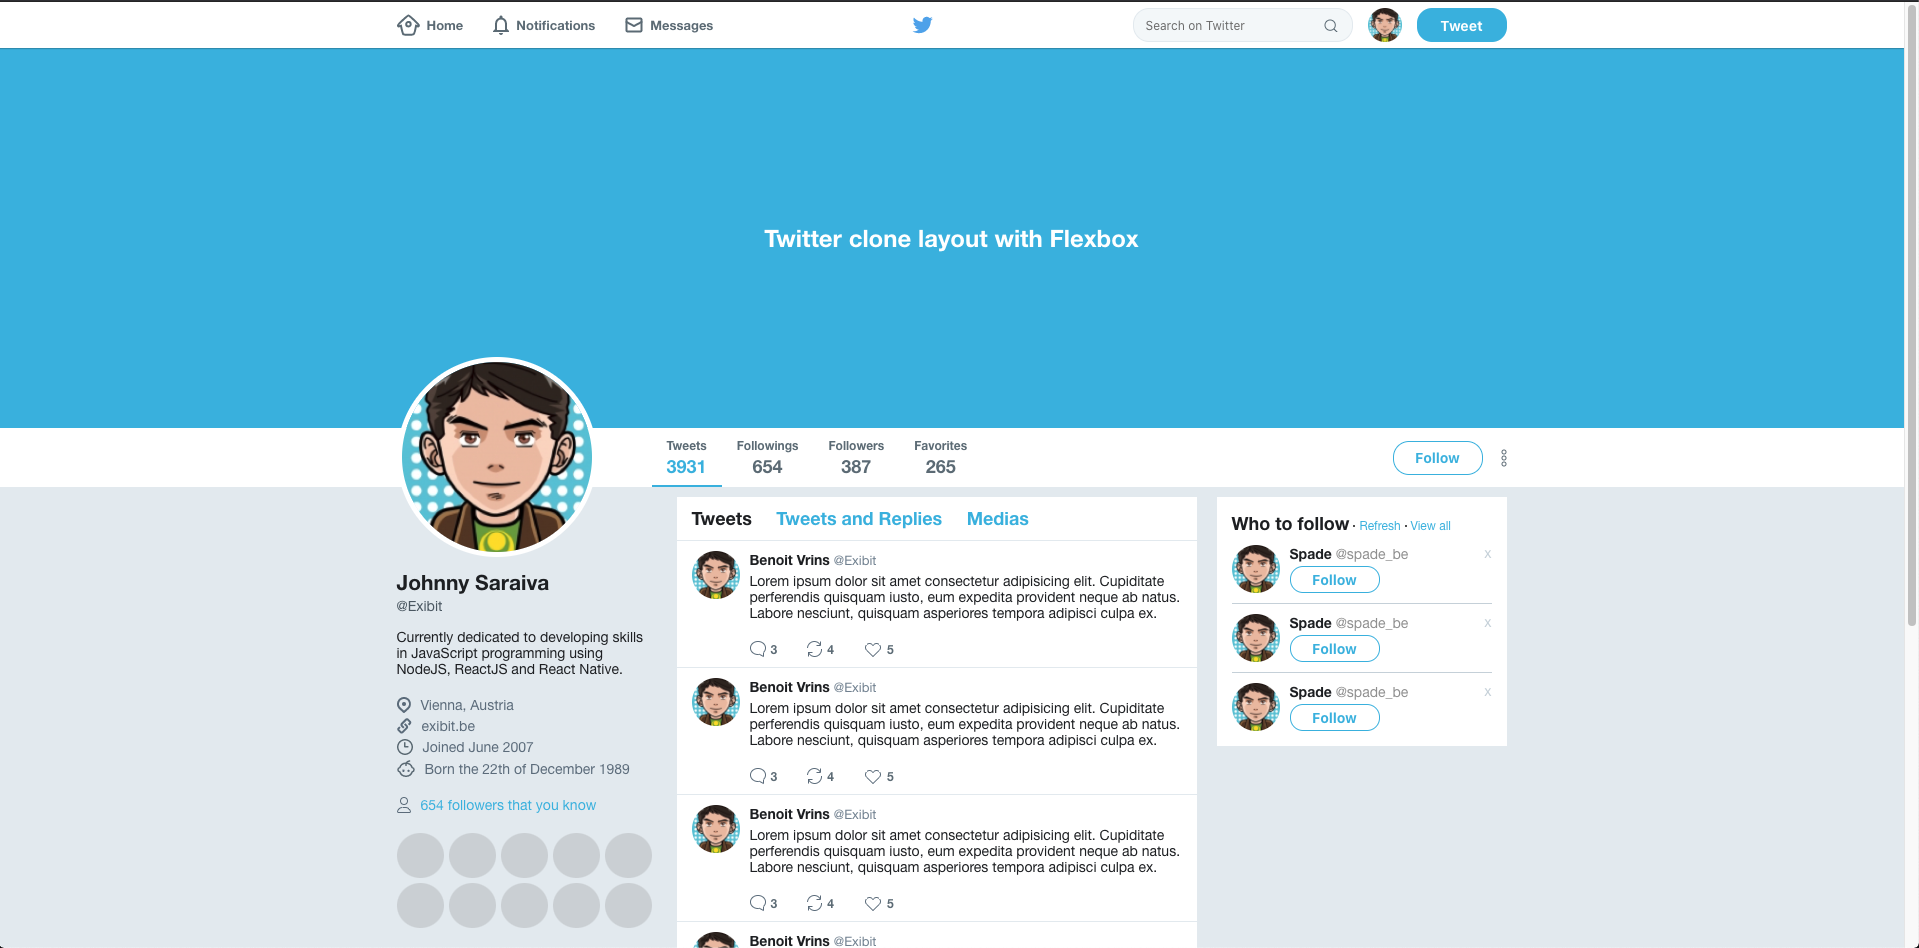 Home Notifications Messages Search on Twitter Tweet
Twitter clone layout with Flexbox
Tweets Followings Followers Favorites
3931 654 387 265
Follow
Johnny Saraiva
@Exibit
Currently dedicated to developing skills
in JavaScript programming using
NodeJS, ReactJS and React Native.
Vienna, Austria
exibit.be
Joined June 2007
Born the 22th of December 1989
654 followers that you know
Tweets Tweets and Replies Medias
Benoit Vrins @Exibit
Lorem ipsum dolor sit amet consectetur adipisicing elit. Cupiditate
perferendis quisquam iusto, eum expedita provident neque ab natus.
Labore nesciunt, quisquam asperiores tempora adipisci culpa ex.
3 4 5
Benoit Vrins @Exibit
Lorem ipsum dolor sit amet consectetur adipisicing elit. Cupiditate
perferendis quisquam iusto, eum expedita provident neque ab natus.
Labore nesciunt, quisquam asperiores tempora adipisci culpa ex.
3 4 5
Benoit Vrins @Exibit
Lorem ipsum dolor sit amet consectetur adipisicing elit. Cupiditate
perferendis quisquam iusto, eum expedita provident neque ab natus.
Labore nesciunt, quisquam asperiores tempora adipisci culpa ex.
3 4 5
Benoit Vrins @Exibit
Who to follow · Refresh · View all
Spade @spade_be x
Follow
Spade @spade_be x
Follow
Spade @spade_be x
Follow